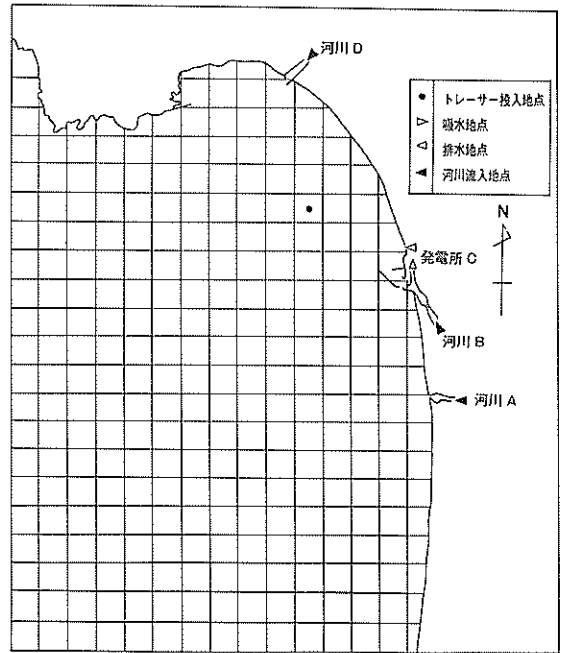 河川 D
トレーサー投入地点
吸水地点
排水地点
河川流入地点
N
発電所 C
河川 B
河川 A